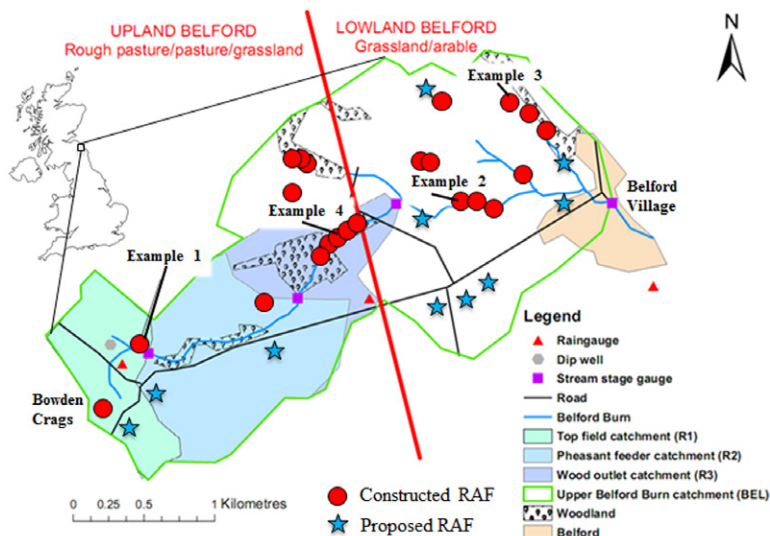 UPLAND BELFORD
Rough pasture/pasture/grassland
LOWLAND BELFORD
Grassland/arable
N
Example 3
Example 2
Belford
Village
Example 4
Example 1
Bowden
Crags
Legend
Raingauge
Dip well
Stream stage gauge
Road
Belford Burn
Top field catchment (R1)
Pheasant feeder catchment (R2)
Wood outlet catchment (R3)
Upper Belford Burn catchment (BEL)
Woodland
Belford
0 0.25 0.5 1 Kilometres
Constructed RAF
Proposed RAF